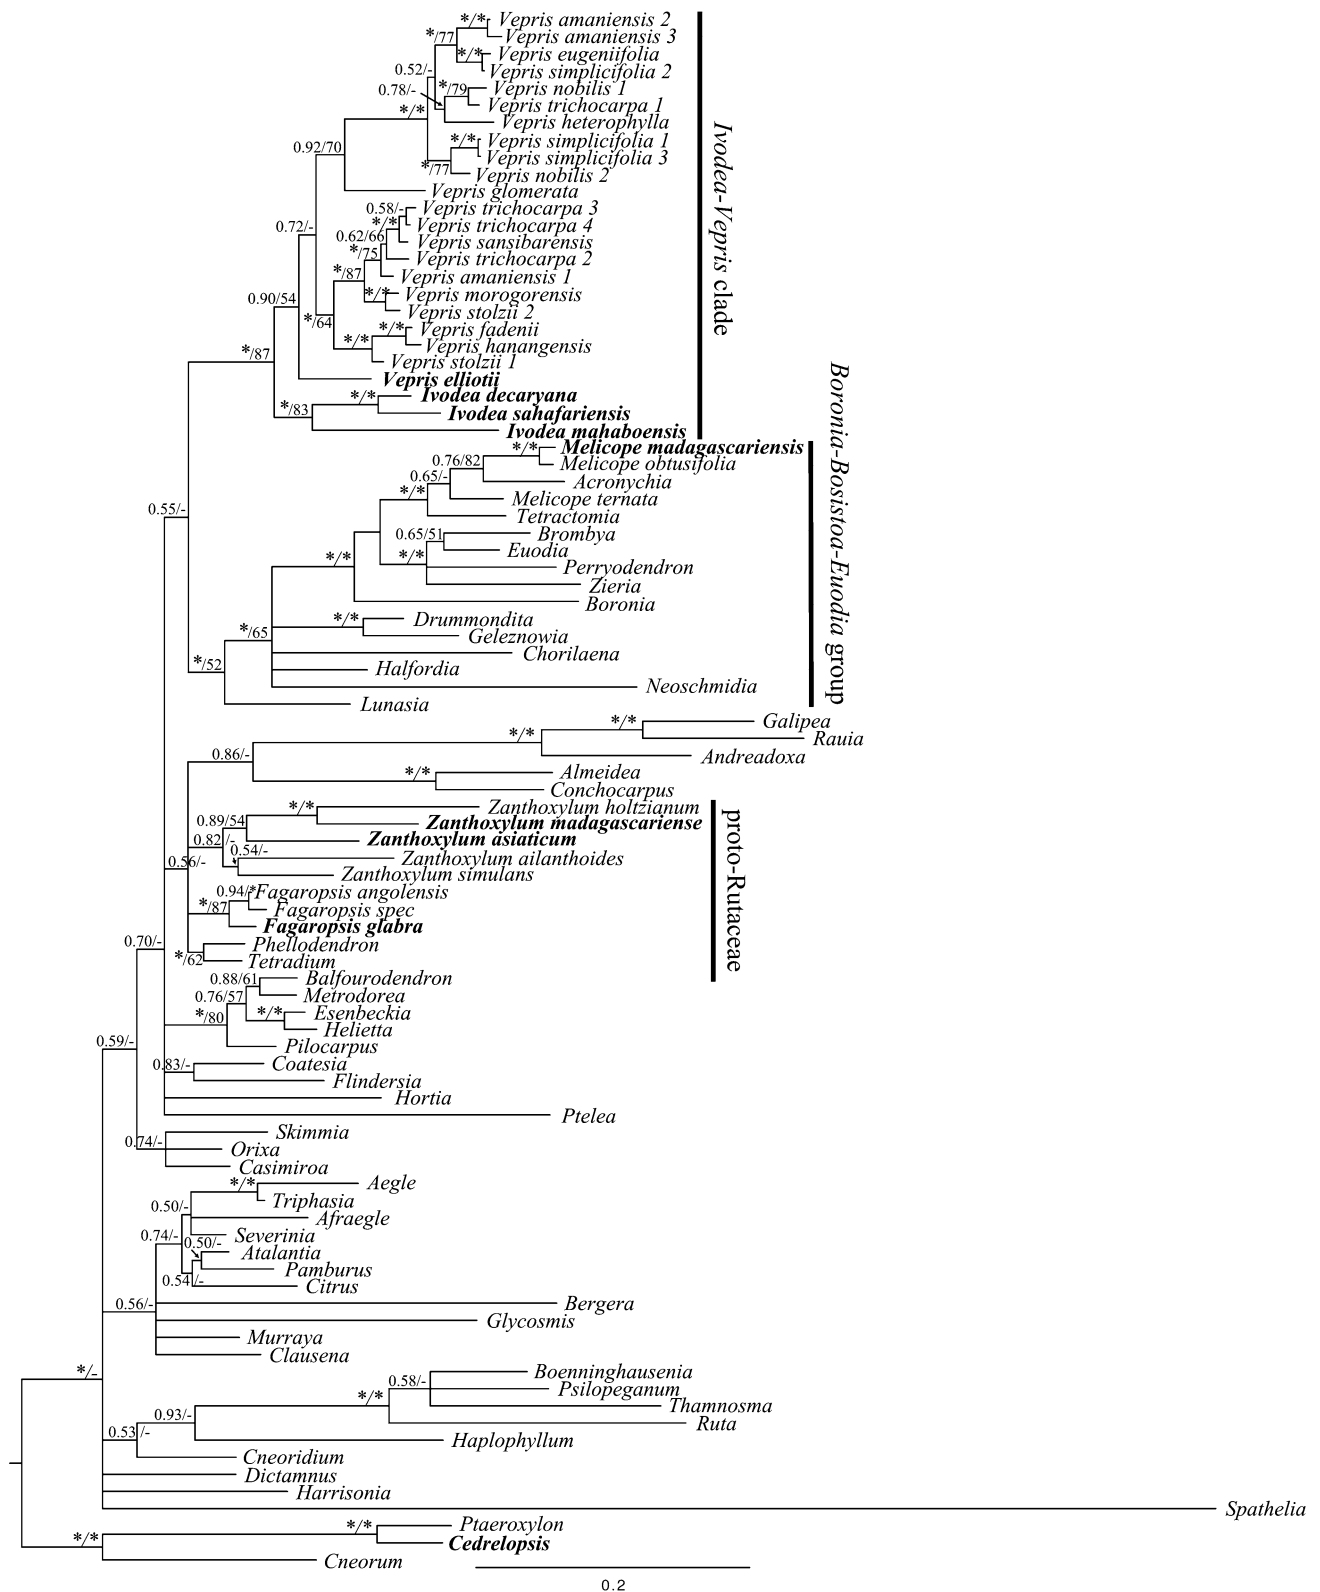 */* Vepris amaniensis 2
*/77 Vepris amaniensis 3
*/* Vepris eugeniifolia
0.52/- Vepris simplicifolia 2
0.78/- */79 Vepris nobilis 1
*/* Vepris trichocarpa 1
Vepris heterophylla
*/* Vepris simplicifolia 1
0.92/70 Vepris simplicifolia 3
*/77 Vepris nobilis 2
Vepris glomerata
0.58/- Vepris trichocarpa 3
0.72/- */* Vepris trichocarpa 4
0.62/66 Vepris sansibarensis
*/75 Vepris trichocarpa 2
*/87 Vepris amaniensis 1
0.90/54 */* Vepris morogorensis
*/64 Vepris stolzii 2
*/* Vepris fadenii
*/* Vepris hanangensis
*/87 Vepris stolzii 1
Vepris elliotii
*/* Ivodea decaryana
*/83 Ivodea sahafariensis
Ivodea mahaboensis
Ivodea-Vepris clade
*/* Melicope madagascariensis
0.76/82 Melicope obtusifolia
0.65/- Acronychia
*/* Melicope ternata
0.55/- Tetractomia
0.65/51 Brombya
*/* */* Euodia
Perryodendron
Zieria
Boronia
*/* Drummondita
*/65 Geleznowia
*/52 Chorilaena
Halfordia
Neoschmidia
Lunasia
Boronia-Bosistoa-Euodia group
*/* Galipea
*/* Rauia
0.86/- Andreadoxa
*/* Almeidea
Conchocarpus
*/* Zanthoxylum holtzianum
0.89/54 Zanthoxylum madagascariense
0.82/- Zanthoxylum asiaticum
0.56/- 0.54/- Zanthoxylum ailanthoides
Zanthoxylum simulans
0.94/* Fagaropsis angolensis
*/87 Fagaropsis spec
Fagaropsis glabra
0.70/- Phellodendron
*/62 Tetradium
proto-Rutaceae
0.88/61 Balfourodendron
0.76/57 Metrodorea
*/80 */* Esenbeckia
Helietta
0.59/- Pilocarpus
0.83/- Coatesia
Flindersia
Hortia
Ptelea
Skimmia
0.74/- Orixa
Casimiroa
*/* Aegle
Triphasia
0.50/- Afraegle
0.74/- Severinia
0.50/- Atalantia
Pamburus
0.54/- Citrus
0.56/- Bergera
Glycosmis
Murraya
Clausena
*/- Boenninghausenia
0.58/- Psilopeganum
*/* Thamnosma
0.93/- Ruta
0.53/- Haplophyllum
Cneoridium
Dictamnus
Harrisonia
Spathelia
*/* Ptaeroxylon
*/* Cedrelopsis
Cneorum
0.2